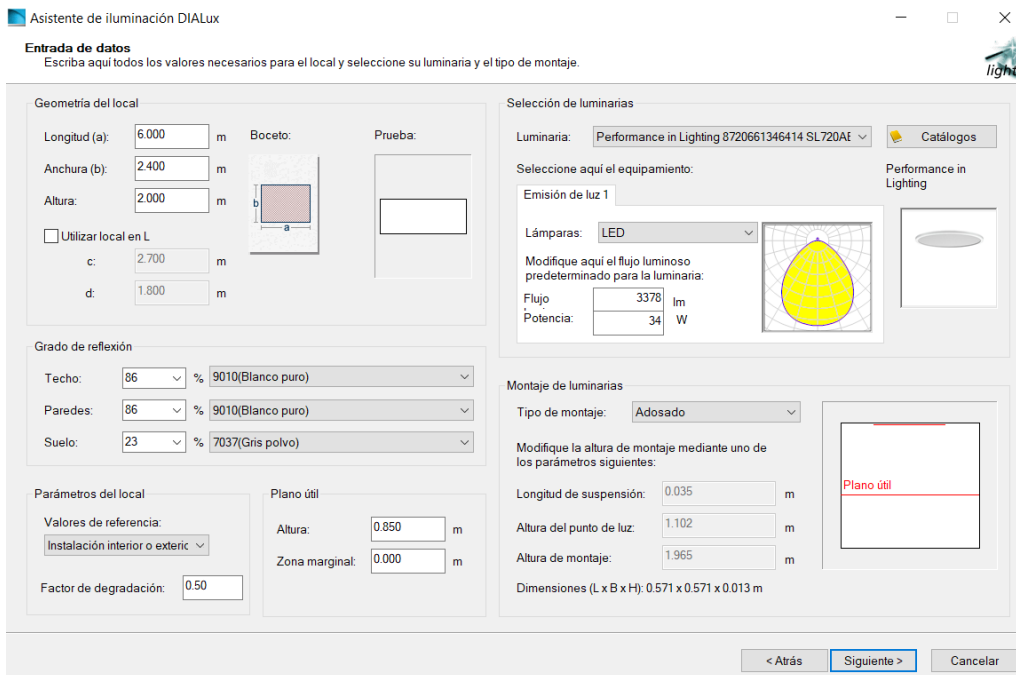 Asistente de iluminación DIALux
Entrada de datos
Escriba aquí todos los valores necesarios para el local y seleccione su luminaria y el tipo de montaje.
light
Geometría del local
Longitud (a): 6.000 m Boceto: Prueba:
Anchura (b): 2.400 m
Altura: 2.000 m
b
a
Utilizar local en L
c: 2.700 m
d: 1.800 m
Grado de reflexión
Techo: 86 % 9010(Blanco puro)
Paredes: 86 % 9010(Blanco puro)
Suelo: 23 % 7037(Gris polvo)
Parámetros del local
Valores de referencia:
Instalación interior o exteric
Factor de degradación: 0.50
Plano útil
Altura: 0.850 m
Zona marginal: 0.000 m
Selección de luminarias
Luminaria: Performance in Lighting 8720661346414 SL720AE Catálogos
Seleccione aquí el equipamiento:
Performance in
Lighting
Emisión de luz 1
Lámparas: LED
Modifique aquí el flujo luminoso
predeterminado para la luminaria:
Flujo 3378 lm
Potencia: 34 W
Montaje de luminarias
Tipo de montaje: Adosado
Modifique la altura de montaje mediante uno de
los parámetros siguientes:
Longitud de suspensión: 0.035 m
Altura del punto de luz: 1.102 m
Altura de montaje: 1.965 m
Dimensiones (L x B x H): 0.571 x 0.571 x 0.013 m
Plano útil
< Atrás Siguiente > Cancelar